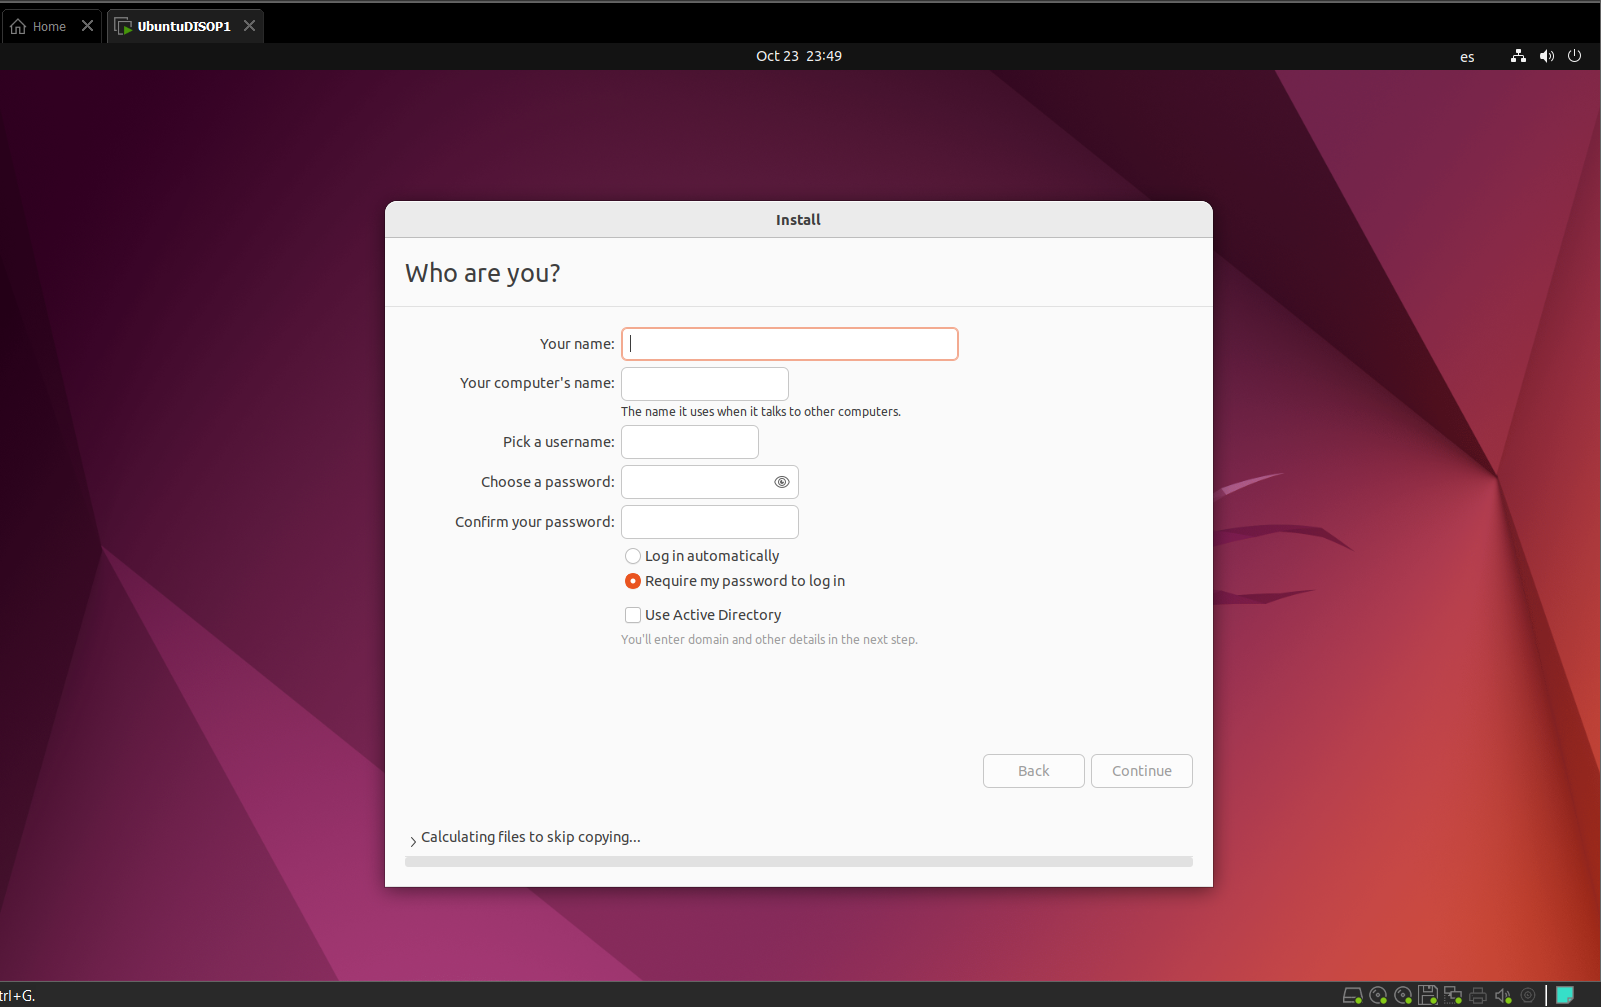 Home
UbuntuDISOP1
Oct 23 23:49
es
Install
Who are you?
Your name:
Your computer's name:
The name it uses when it talks to other computers.
Pick a username:
Choose a password:
Confirm your password:
Log in automatically
Require my password to log in
Use Active Directory
You'll enter domain and other details in the next step.
Back
Continue
Calculating files to skip copying...
trl+G.